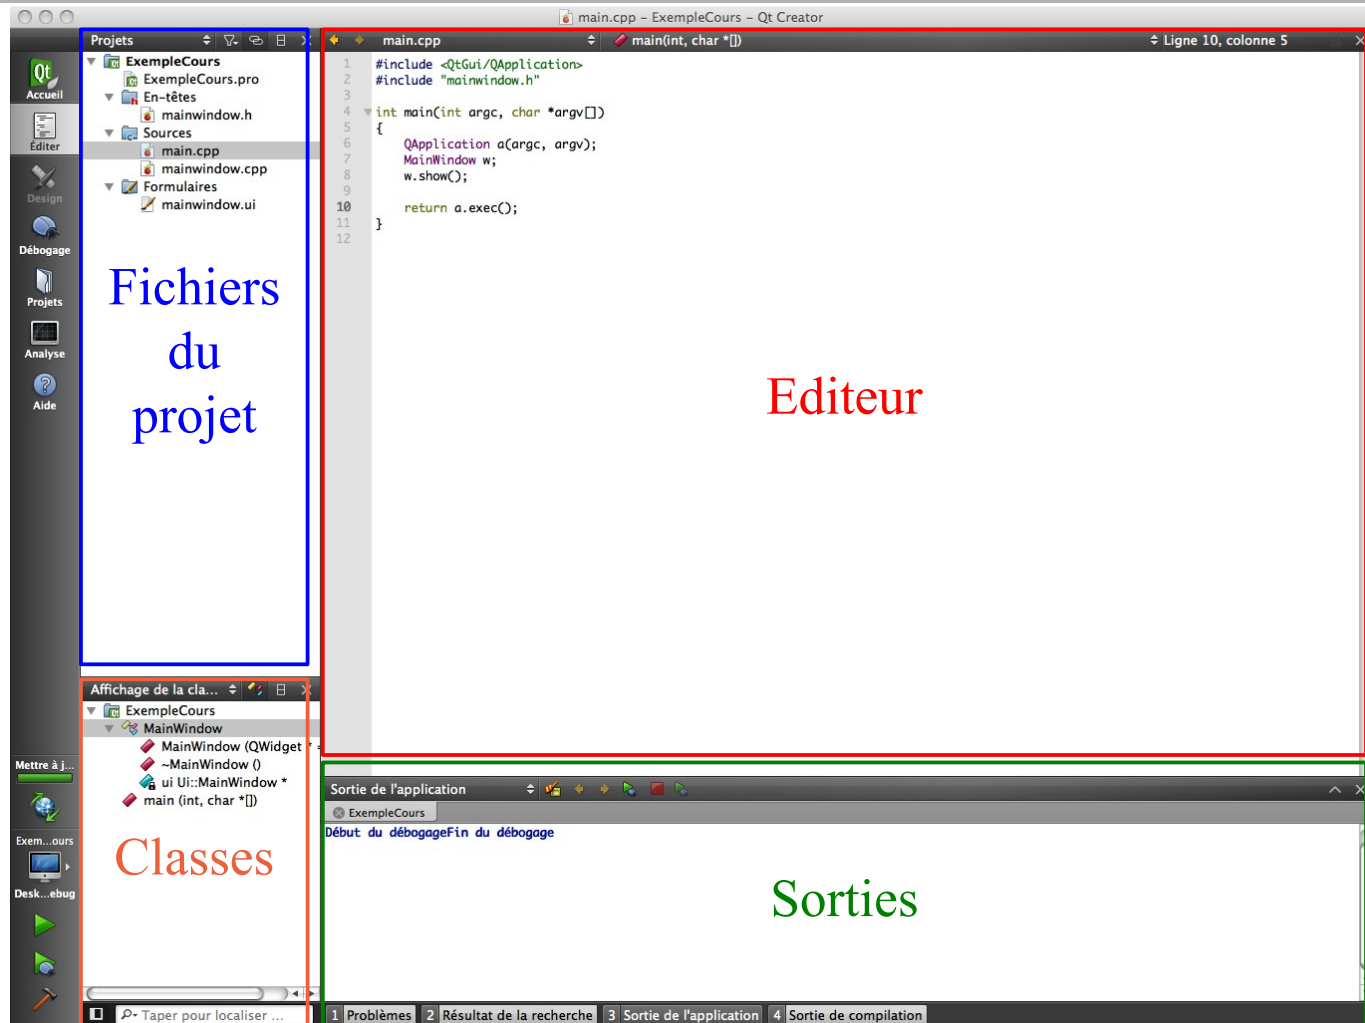 main.cpp – ExempleCours – Qt Creator
Projets
main.cpp
main(int, char *[])
Ligne 10, colonne 5
Qt
Accueil
Éditer
Design
Débogage
Projets
Analyse
Aide
ExempleCours
ExempleCours.pro
En-têtes
mainwindow.h
Sources
main.cpp
mainwindow.cpp
Formulaires
mainwindow.ui
Fichiers
du
projet
1 #include <QtGui/QApplication>
2 #include "mainwindow.h"
3
4 int main(int argc, char *argv[])
5 {
6 QApplication a(argc, argv);
7 MainWindow w;
8 w.show();
9
10 return a.exec();
11 }
12
Editeur
Affichage de la cla...
ExempleCours
MainWindow
MainWindow (QWidget * =
~MainWindow ()
ui Ui::MainWindow *
main (int, char *[])
Classes
Mettre à j...
Exem...ours
Desk...ebug
Sortie de l'application
ExempleCours
Début du débogageFin du débogage
Sorties
Taper pour localiser ...
1 Problèmes 2 Résultat de la recherche 3 Sortie de l'application 4 Sortie de compilation